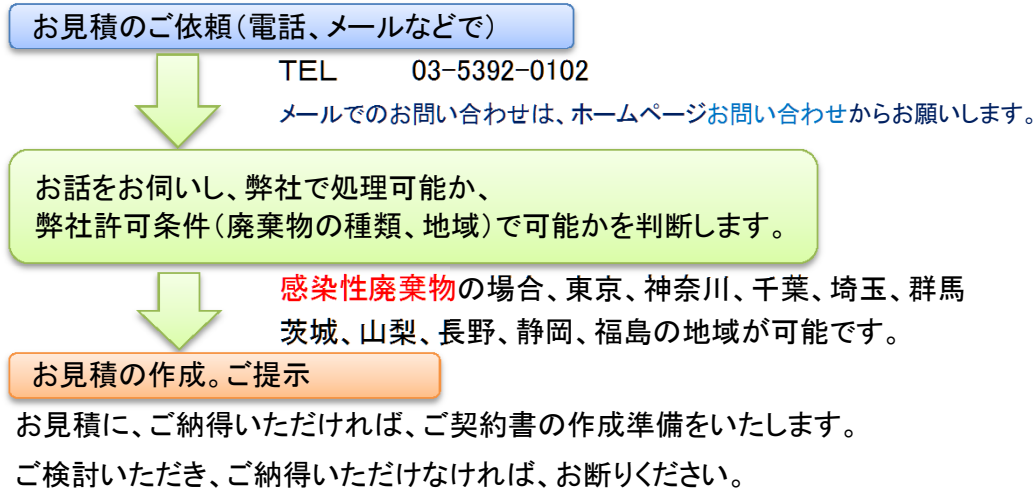 お見積のご依頼（電話、メールなどで）
TEL　　03-5392-0102
メールでのお問い合わせは、ホームページお問い合わせからお願いします。
お話をお伺いし、弊社で処理可能か、
弊社許可条件（廃棄物の種類、地域）で可能かを判断します。
感染性廃棄物の場合、東京、神奈川、千葉、埼玉、群馬
茨城、山梨、長野、静岡、福島の地域が可能です。
お見積の作成。ご提示
お見積に、ご納得いただければ、ご契約書の作成準備をいたします。
ご検討いただき、ご納得いただけなければ、お断りください。